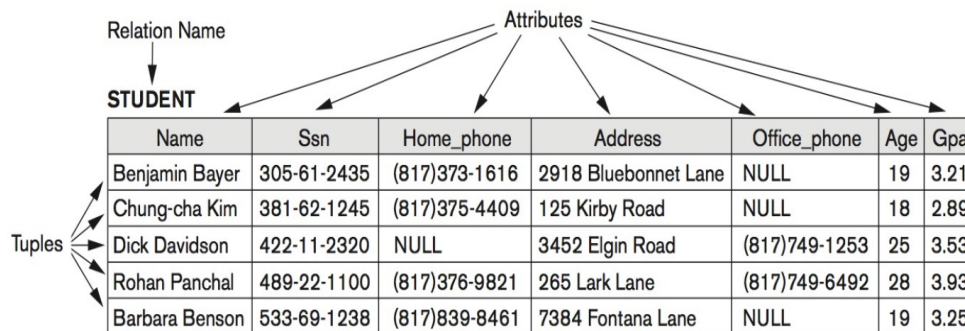 Attributes
Relation Name
STUDENT
Name Ssn Home_phone Address Office_phone Age Gpa
Benjamin Bayer 305-61-2435 (817)373-1616 2918 Bluebonnet Lane NULL 19 3.21
Chung-cha Kim 381-62-1245 (817)375-4409 125 Kirby Road NULL 18 2.89
Tuples Dick Davidson 422-11-2320 NULL 3452 Elgin Road (817)749-1253 25 3.53
Rohan Panchal 489-22-1100 (817)376-9821 265 Lark Lane (817)749-6492 28 3.93
Barbara Benson 533-69-1238 (817)839-8461 7384 Fontana Lane NULL 19 3.25